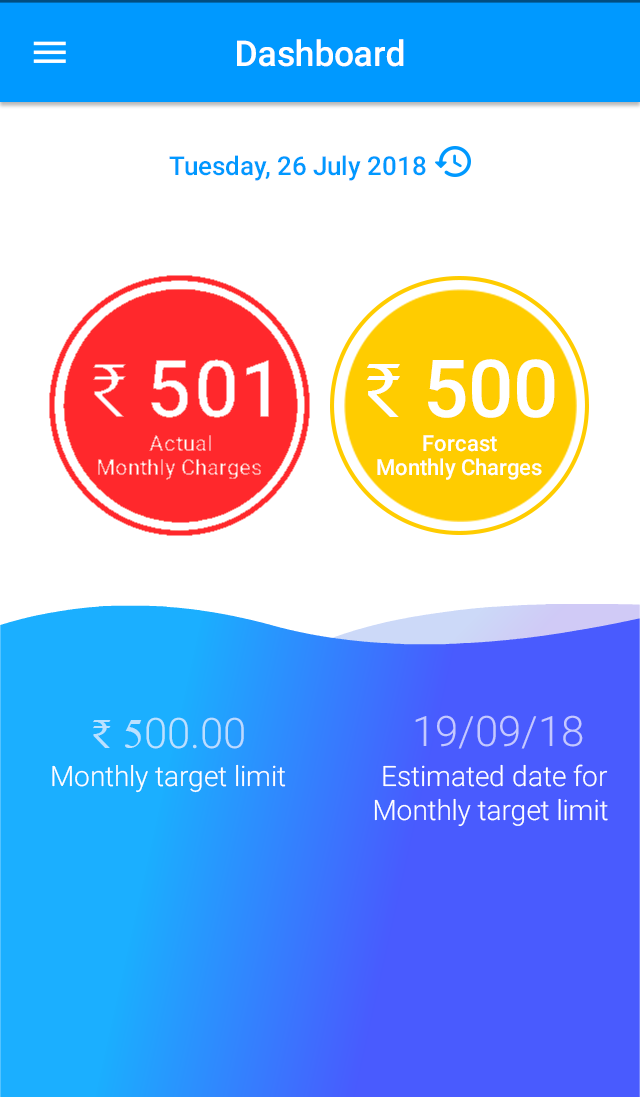 Dashboard
Tuesday, 26 July 2018
₹ 501
Actual
Monthly Charges
₹ 500
Forcast
Monthly Charges
₹ 500.00
Monthly target limit
19/09/18
Estimated date for
Monthly target limit